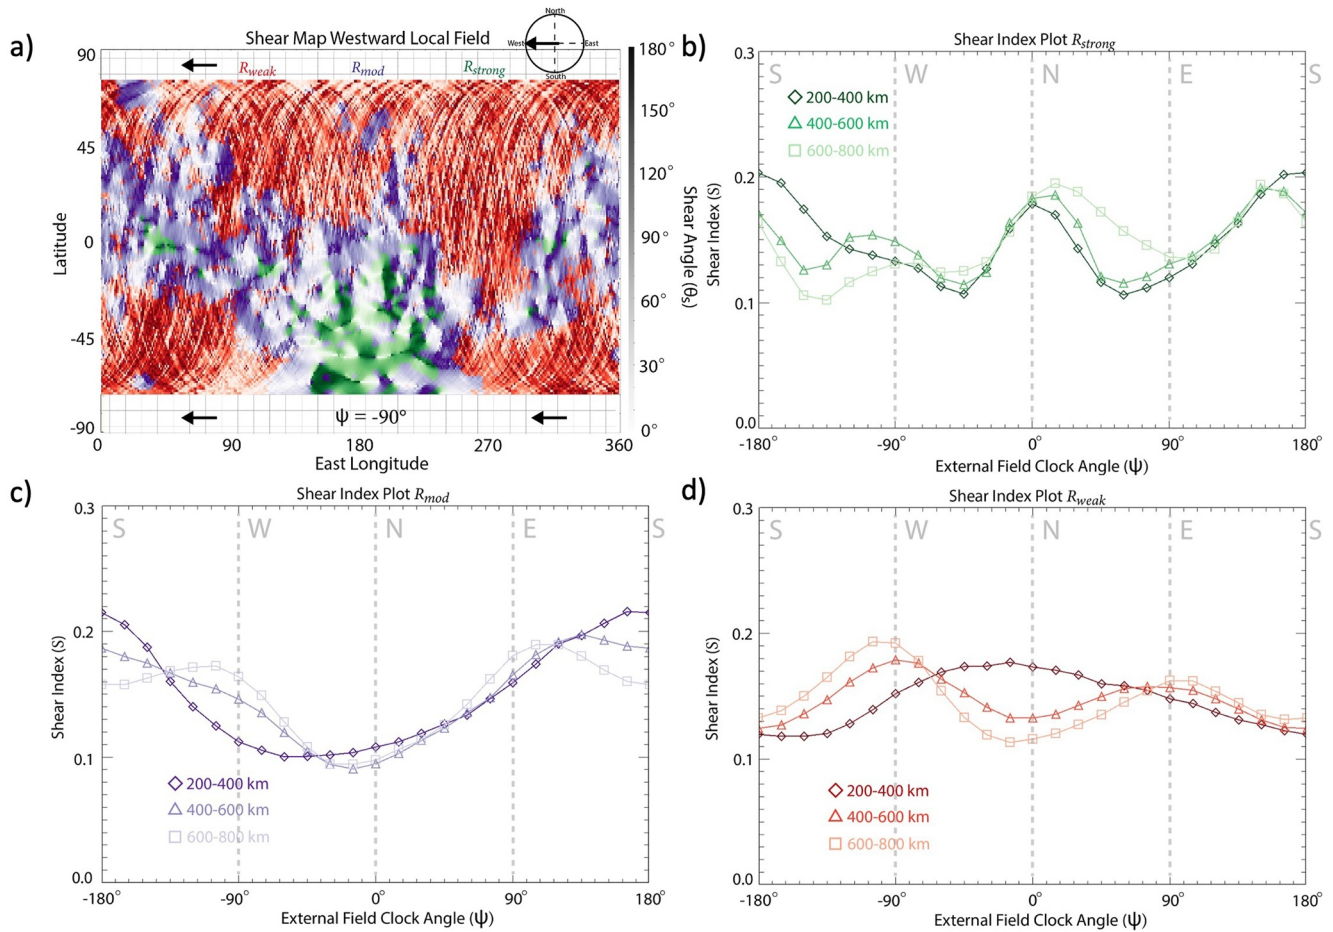 a)
Shear Map Westward Local Field
North
West
East
South
R_weak
R_mod
R_strong
90
45
0
-45
-90
Latitude
ψ = -90°
0
90
180
270
360
East Longitude
180°
150°
120°
90°
60°
30°
0°
Shear Angle (θ_S)
b)
Shear Index Plot R_strong
S
W
N
E
S
200-400 km
400-600 km
600-800 km
0.3
0.2
0.1
0.0
Shear Index (S)
-180°
-90°
0°
90°
180°
External Field Clock Angle (ψ)
c)
Shear Index Plot R_mod
S
W
N
E
S
0.3
0.2
0.1
0.0
Shear Index (S)
200-400 km
400-600 km
600-800 km
-180°
-90°
0°
90°
180°
External Field Clock Angle (ψ)
d)
Shear Index Plot R_weak
S
W
N
E
S
0.3
0.2
0.1
0.0
Shear Index (S)
200-400 km
400-600 km
600-800 km
-180°
-90°
0°
90°
180°
External Field Clock Angle (ψ)